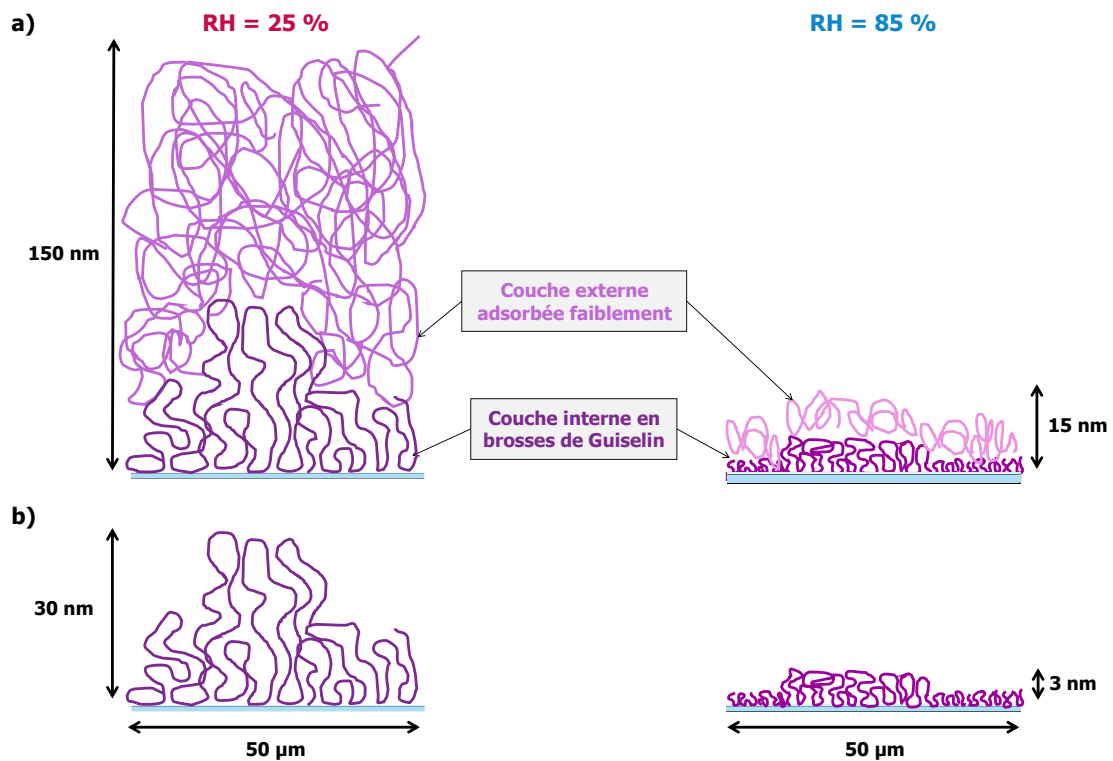 a)
RH = 25 %
RH = 85 %
150 nm
Couche externe
adsorbée faiblement
Couche interne en
brosses de Guiselin
15 nm
b)
30 nm
3 nm
50 µm
50 µm